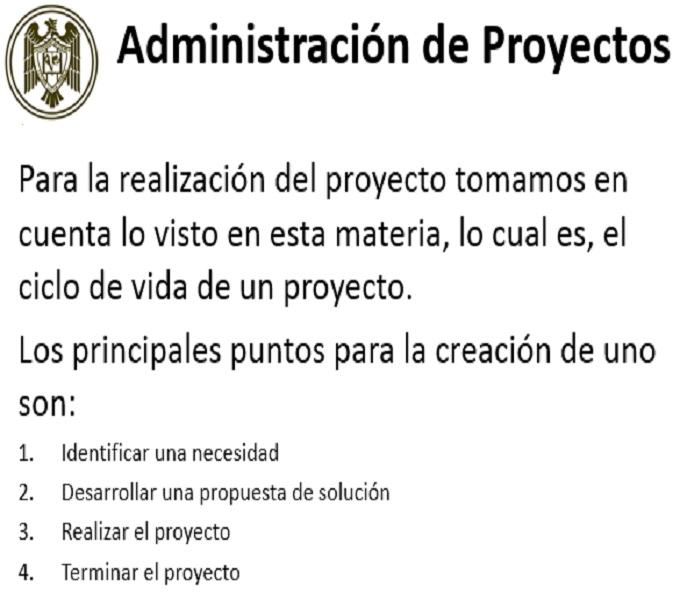 Administración de Proyectos
Para la realización del proyecto tomamos en
cuenta lo visto en esta materia, lo cual es, el
ciclo de vida de un proyecto.
Los principales puntos para la creación de uno
son:
1. Identificar una necesidad
2. Desarrollar una propuesta de solución
3. Realizar el proyecto
4. Terminar el proyecto